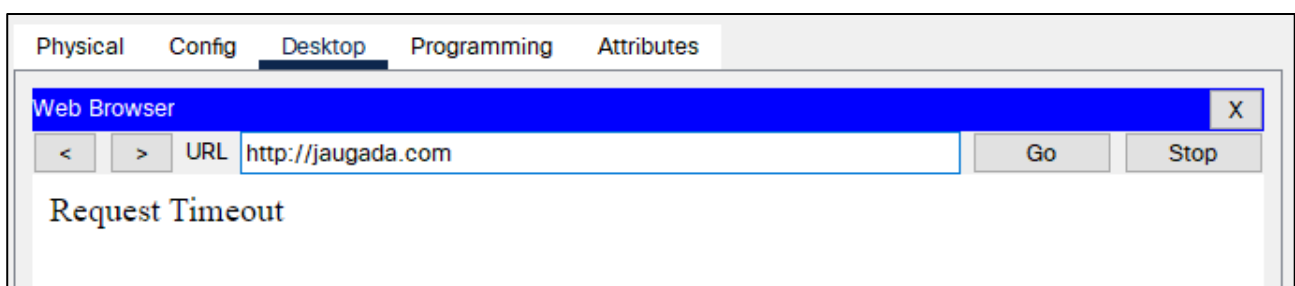 Physical Config Desktop Programming Attributes
Web Browser X
< > URL http://jaugada.com Go Stop
Request Timeout